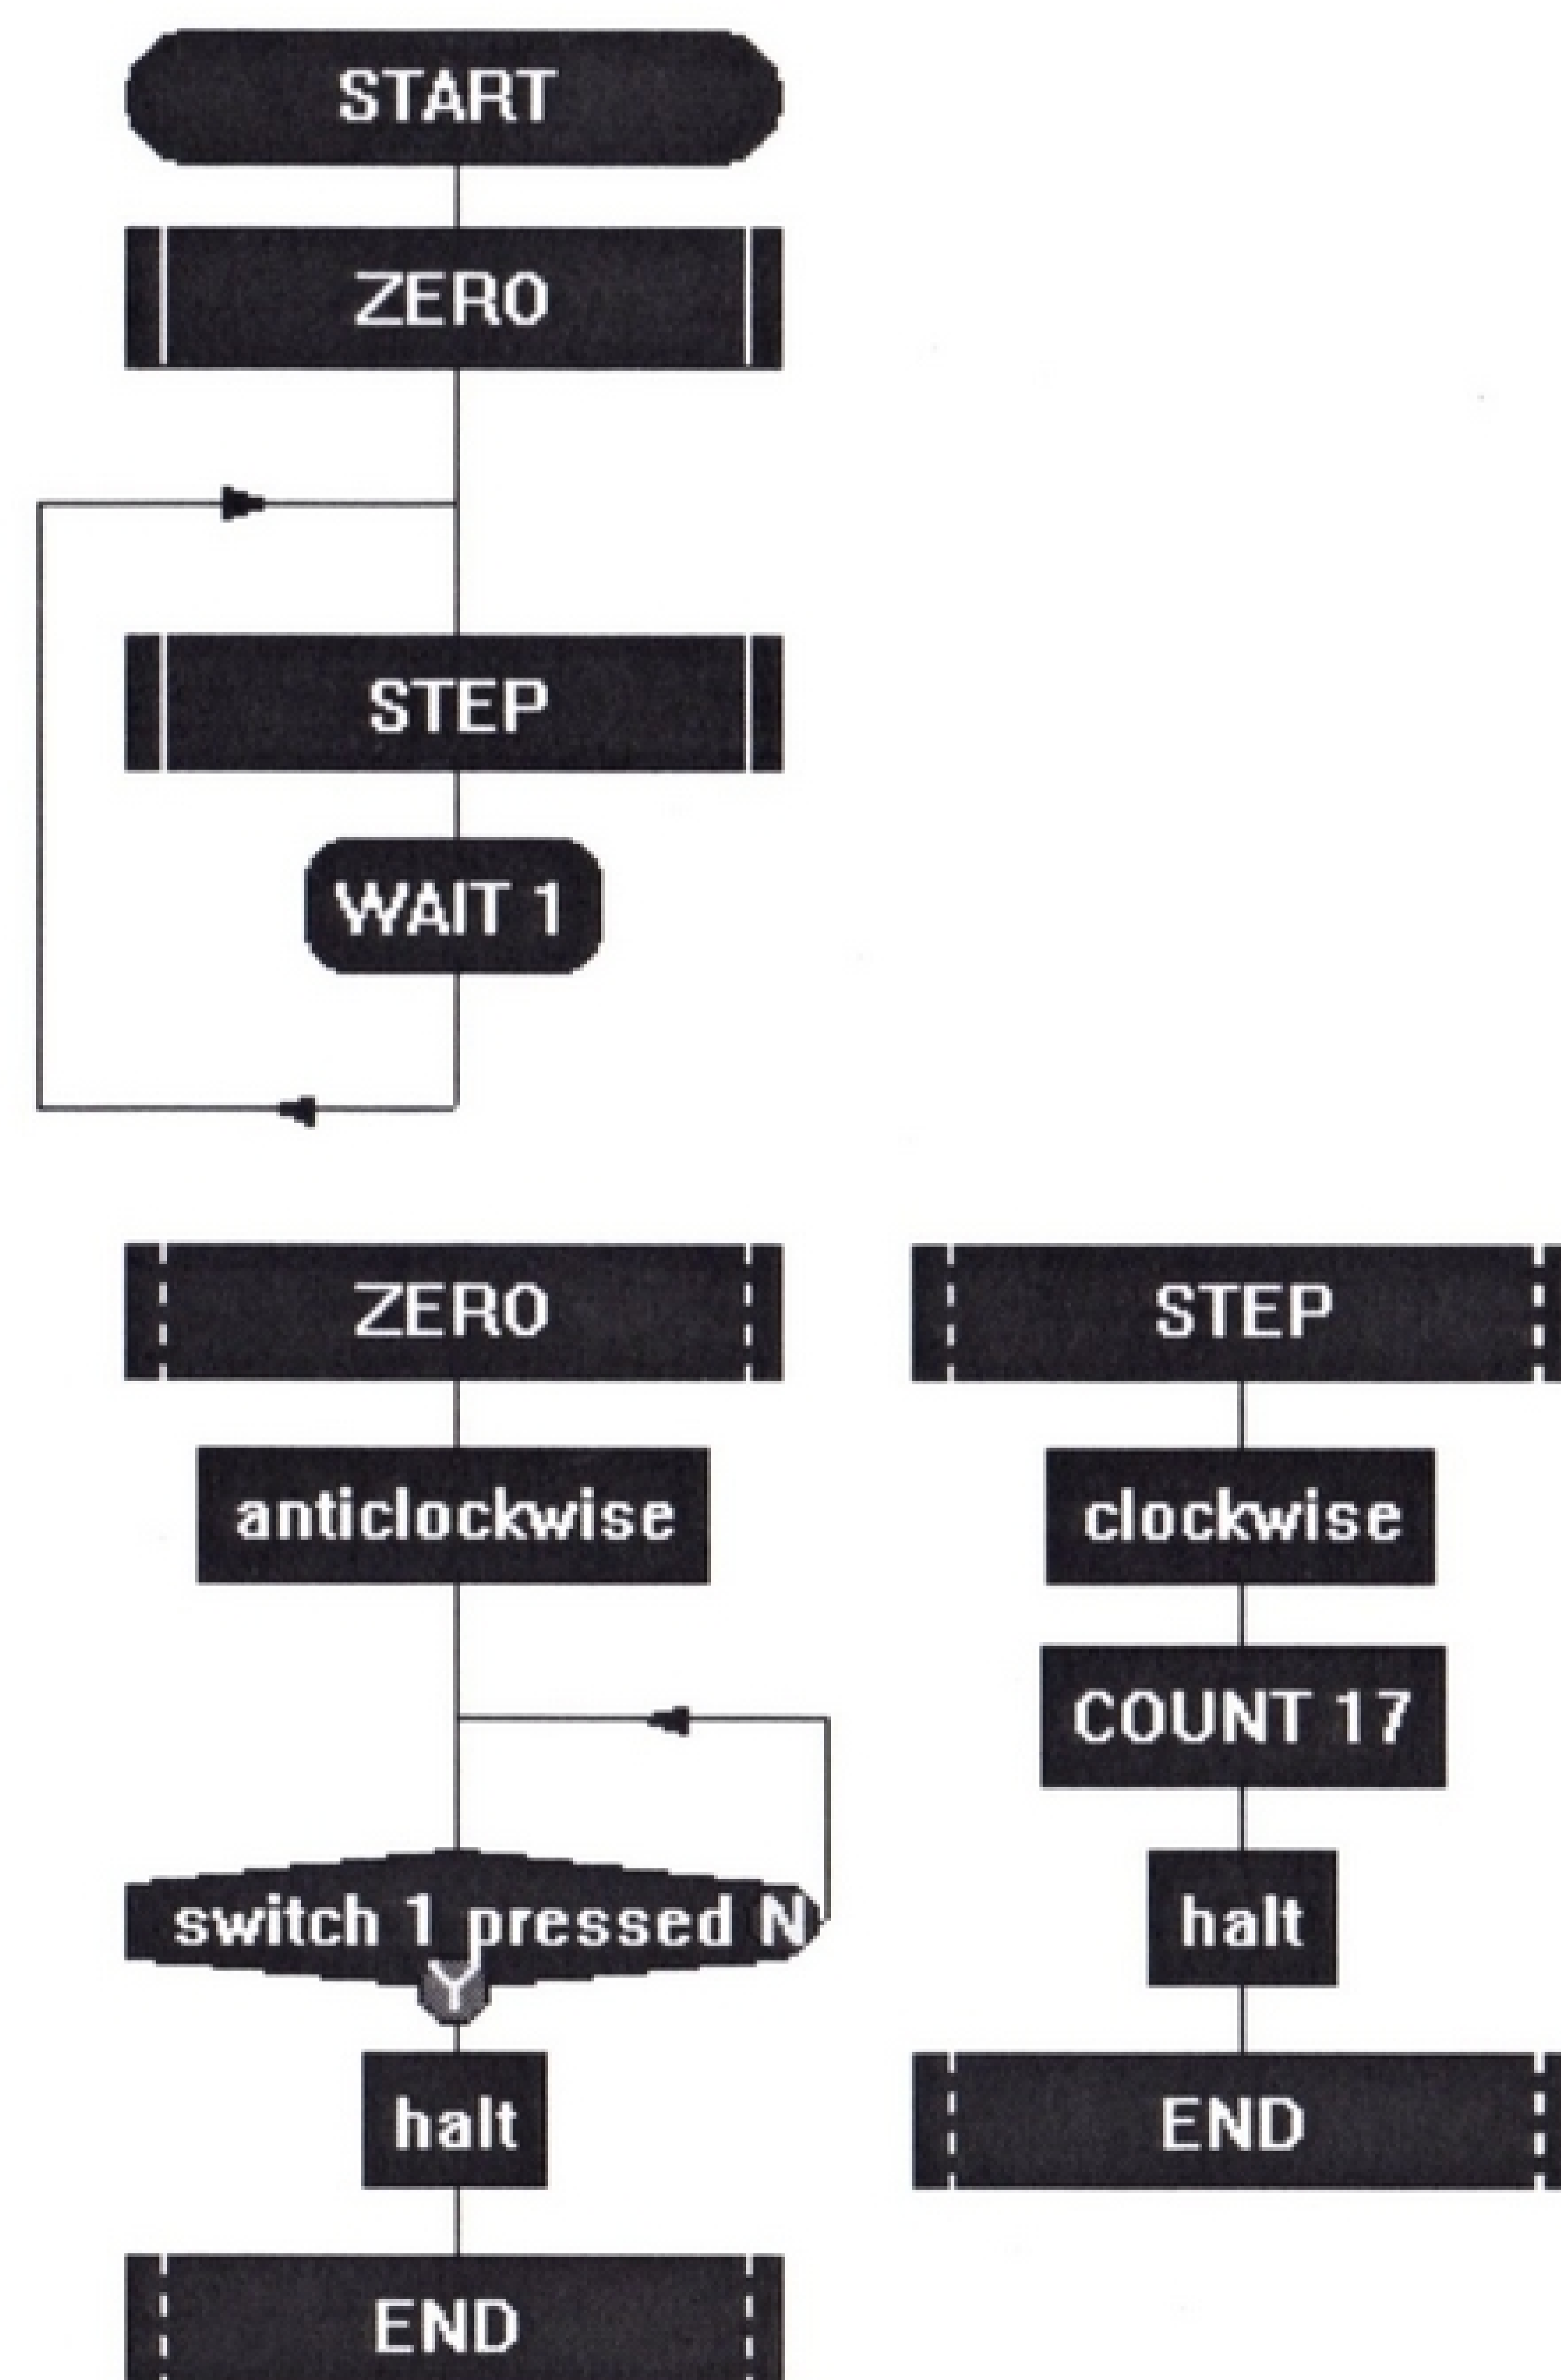 START
ZERO
STEP
WAIT 1
ZERO
anticlockwise
switch 1 pressed N
Y
halt
END
STEP
clockwise
COUNT 17
halt
END